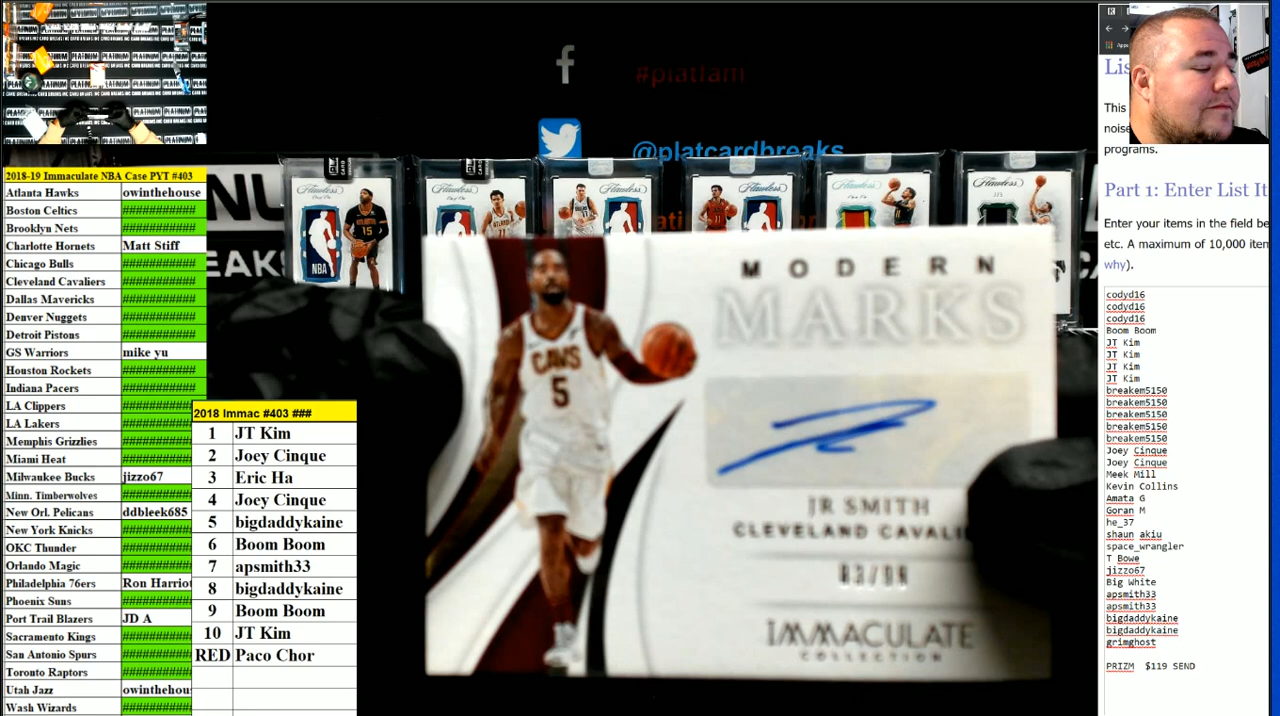 #platfam
@platcardbreaks
2018-19 Immaculate NBA Case PYT #403
Atlanta Hawks owinthehouse
Boston Celtics ###########
Brooklyn Nets ###########
Charlotte Hornets Matt Stiff
Chicago Bulls ###########
Cleveland Cavaliers ###########
Dallas Mavericks ###########
Denver Nuggets ###########
Detroit Pistons ###########
GS Warriors mike yu
Houston Rockets ###########
Indiana Pacers ###########
LA Clippers
LA Lakers
Memphis Grizzlies
Miami Heat
Milwaukee Bucks jizzo67
Minn. Timberwolves
New Orl. Pelicans ddbleek685
New York Knicks
OKC Thunder
Orlando Magic
Philadelphia 76ers Ron Harriot
Phoenix Suns
Port Trail Blazers JD A
Sacramento Kings
San Antonio Spurs
Toronto Raptors
Utah Jazz owinthehou
Wash Wizards
2018 Immac #403 ###
1 JT Kim
2 Joey Cinque
3 Eric Ha
4 Joey Cinque
5 bigdaddykaine
6 Boom Boom
7 apsmith33
8 bigdaddykaine
9 Boom Boom
10 JT Kim
RED Paco Chor
MODERN
MARKS
CAVS
5
JR SMITH
CLEVELAND CAVALI
IMMACULATE
COLLECTION
Lis
This
noise
programs.
Part 1: Enter List It
Enter your items in the field be
etc. A maximum of 10,000 item
why).
codyd16
codyd16
codyd16
Boom Boom
JT Kim
JT Kim
JT Kim
JT Kim
breakem5150
breakem5150
breakem5150
breakem5150
breakem5150
Joey Cinque
Joey Cinque
Meek Mill
Kevin Collins
Amata G
Goran M
he_37
shaun akiu
space_wrangler
T Bowe
jizzo67
Big White
apsmith33
apsmith33
bigdaddykaine
bigdaddykaine
grimghost
PRIZM $119 SEND